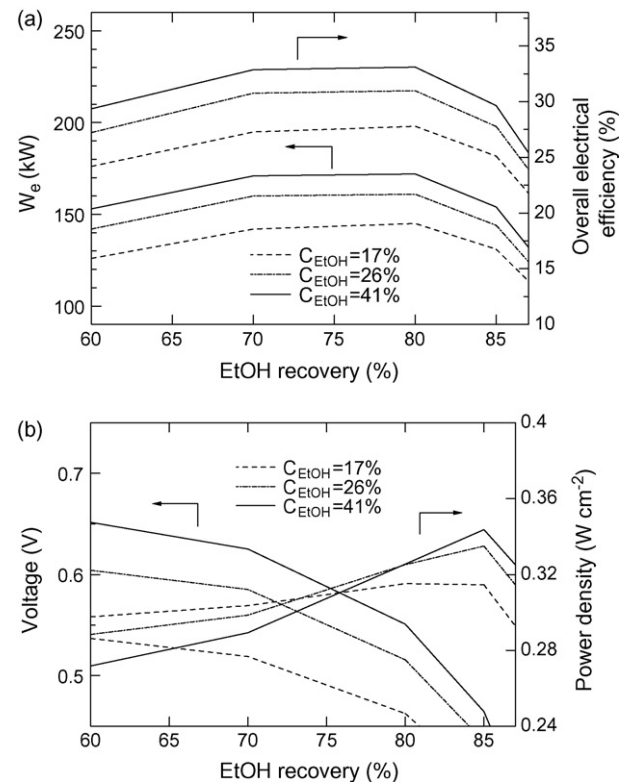 (a)
250
200
150
100
W_e (kW)
35
30
25
20
15
10
Overall electrical
efficiency (%)
C_EtOH=17%
C_EtOH=26%
C_EtOH=41%
60 65 70 75 80 85
EtOH recovery (%)
(b)
0.7
0.6
0.5
Voltage (V)
0.4
0.36
0.32
0.28
0.24
Power density (W cm⁻²)
C_EtOH=17%
C_EtOH=26%
C_EtOH=41%
60 65 70 75 80 85
EtOH recovery (%)